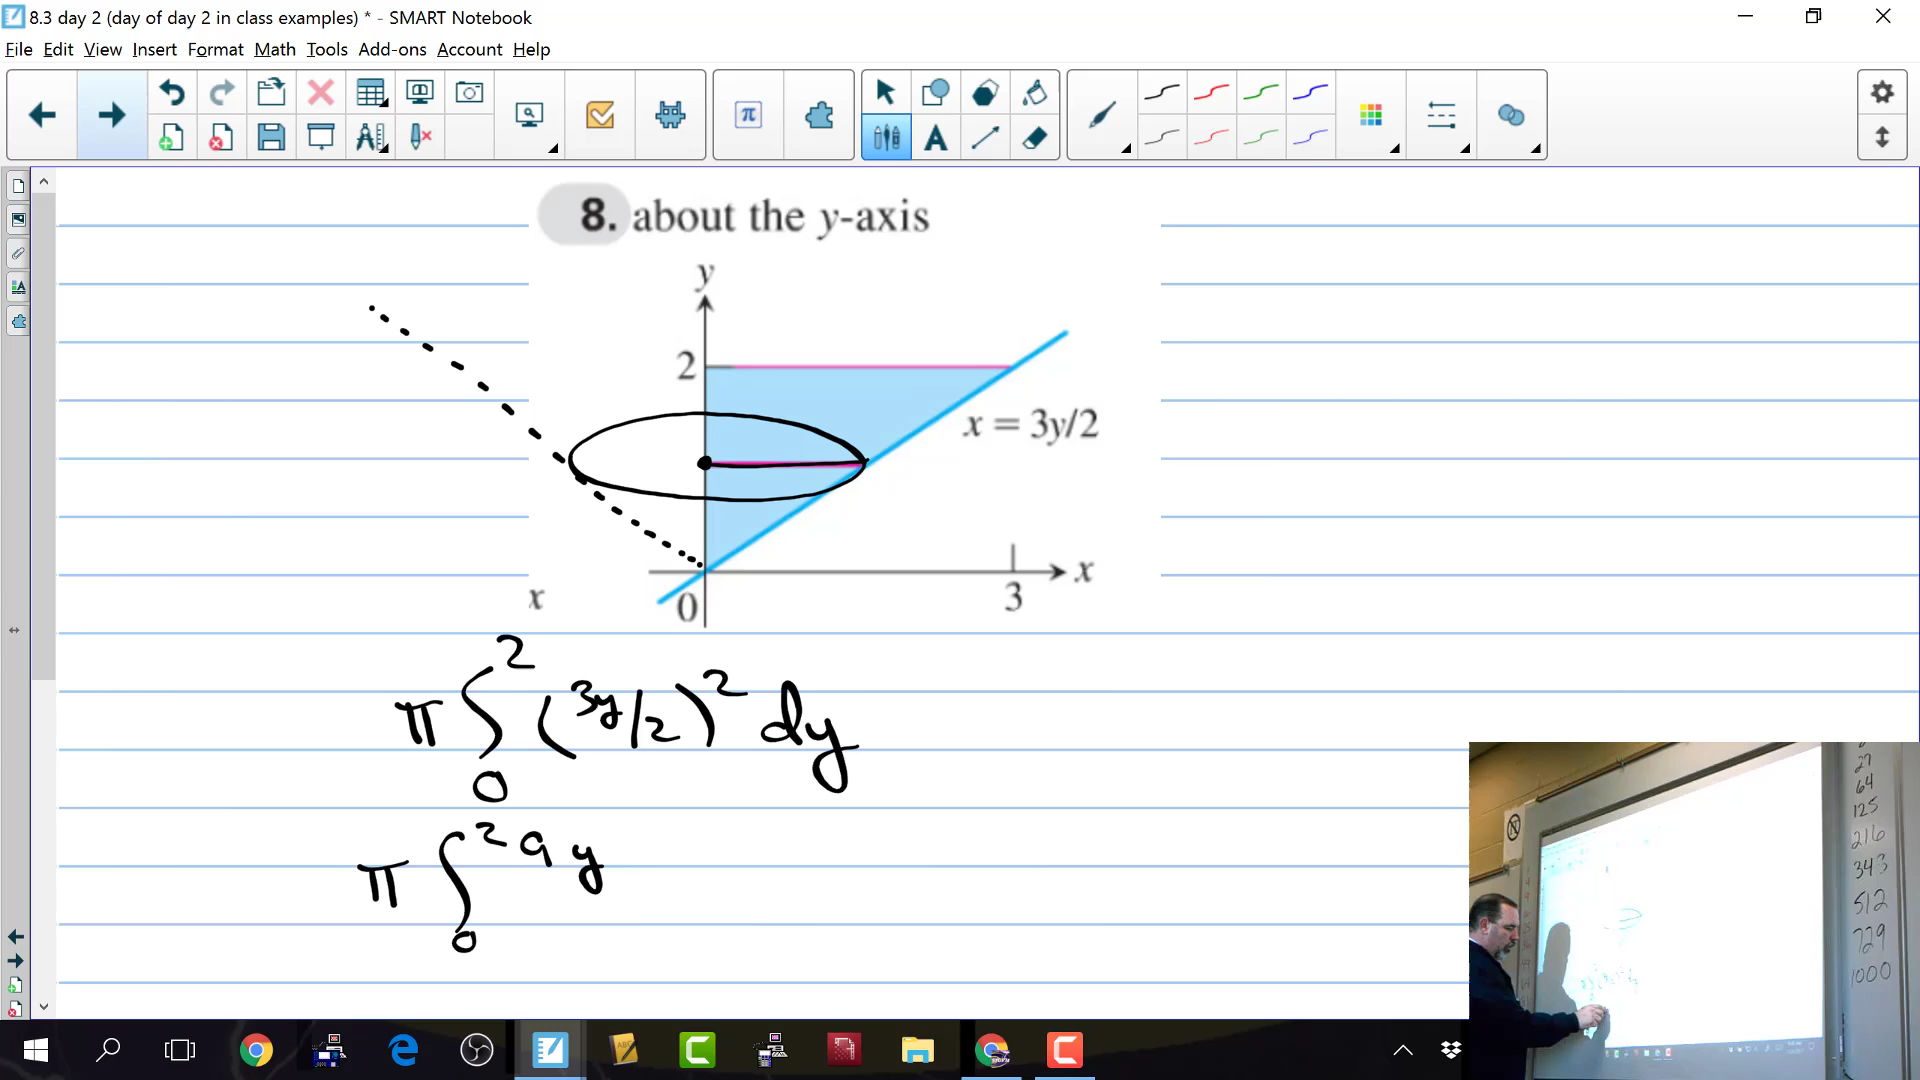 8.3 day 2 (day of day 2 in class examples) * - SMART Notebook
File Edit View Insert Format Math Tools Add-ons Account Help
π
A
8. about the y-axis
y
2
x = 3y/2
x
x
0
3
π ∫₀² (3y/2)² dy
π ∫₀² 9y
27
64
125
216
343
512
729
1000